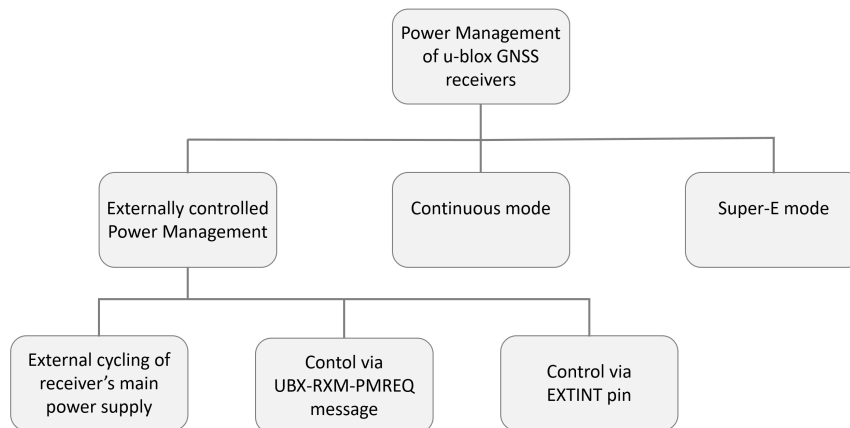 Power Management
of u-blox GNSS
receivers
Externally controlled
Power Management
Continuous mode
Super-E mode
External cycling of
receiver's main
power supply
Contol via
UBX-RXM-PMREQ
message
Control via
EXTINT pin